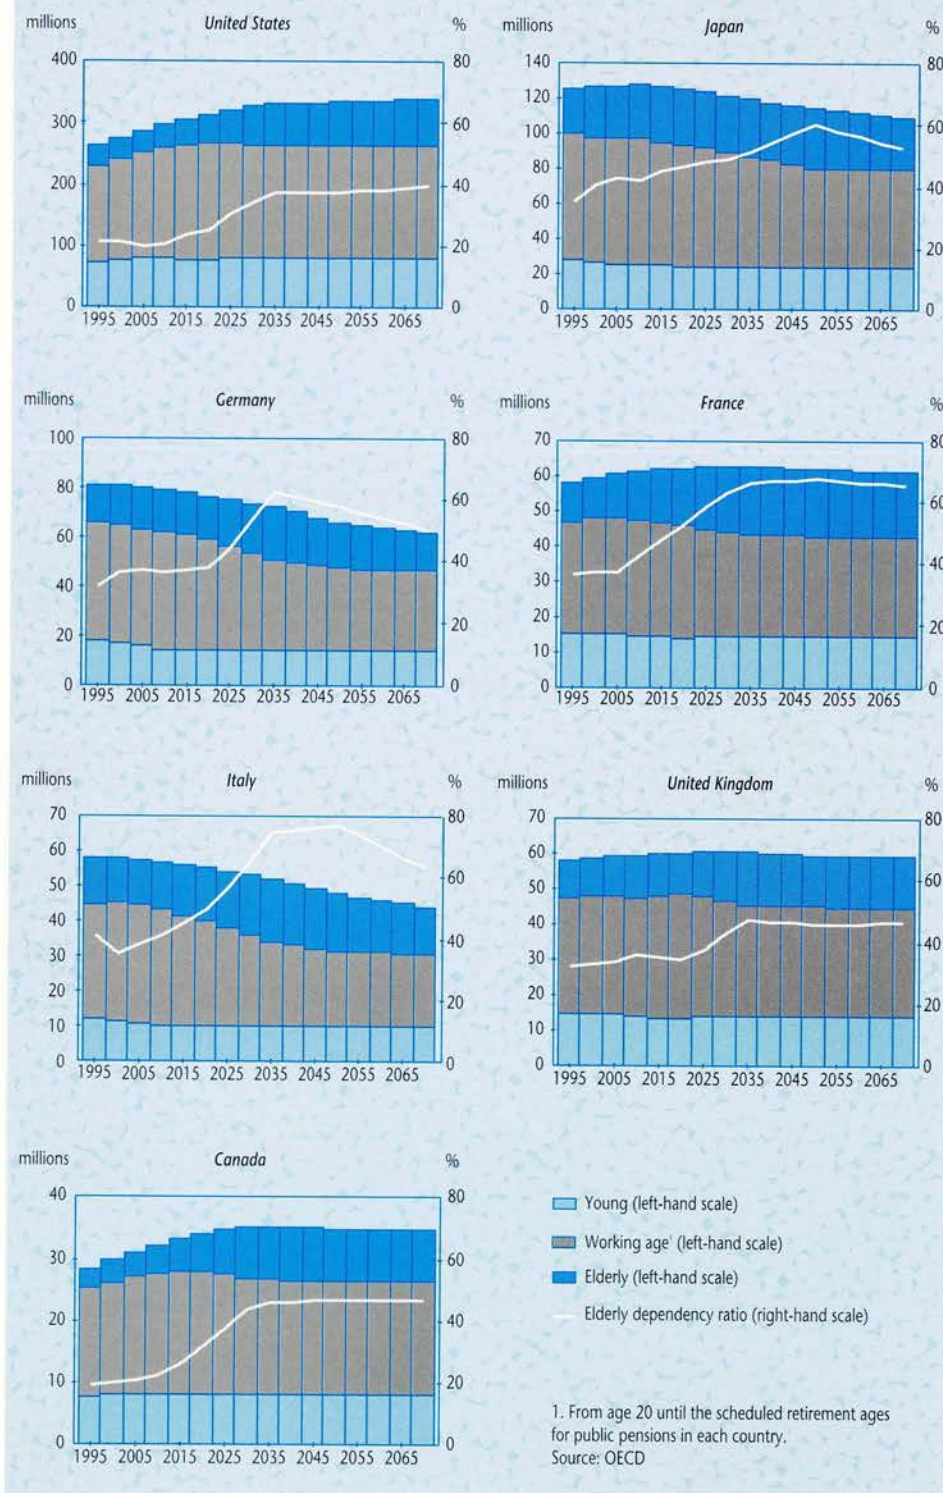 millions United States %
400 80
300 60
200 40
100 20
0 0
1995 2005 2015 2025 2035 2045 2055 2065
millions Japan %
140 80
120
100 60
80
60 40
40
20 20
0 0
1995 2005 2015 2025 2035 2045 2055 2065
millions Germany %
100 80
80 60
60
40 40
20 20
0 0
1995 2005 2015 2025 2035 2045 2055 2065
millions France %
70 80
60
50 60
40
30 40
20
10 20
0 0
1995 2005 2015 2025 2035 2045 2055 2065
millions Italy %
70 80
60
50 60
40
30 40
20
10 20
0 0
1995 2005 2015 2025 2035 2045 2055 2065
millions United Kingdom %
70 80
60
50 60
40
30 40
20
10 20
0 0
1995 2005 2015 2025 2035 2045 2055 2065
millions Canada %
40 80
30 60
20 40
10 20
0 0
1995 2005 2015 2025 2035 2045 2055 2065
Young (left-hand scale)
Working age¹ (left-hand scale)
Elderly (left-hand scale)
Elderly dependency ratio (right-hand scale)
1. From age 20 until the scheduled retirement ages
for public pensions in each country.
Source: OECD